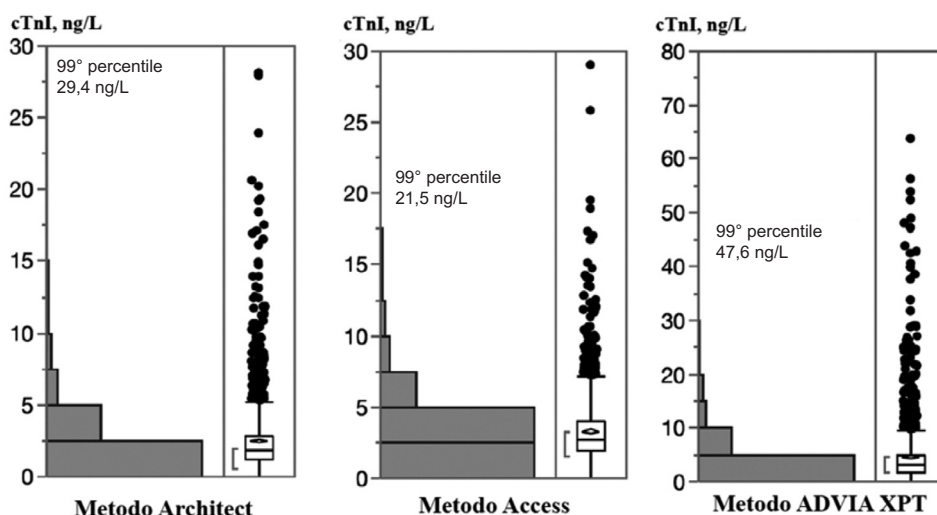 cTnI, ng/L
30
25
20
15
10
5
0
99° percentile
29,4 ng/L
Metodo Architect
cTnI, ng/L
30
25
20
15
10
5
0
99° percentile
21,5 ng/L
Metodo Access
cTnI, ng/L
80
70
60
50
40
30
20
10
0
99° percentile
47,6 ng/L
Metodo ADVIA XPT